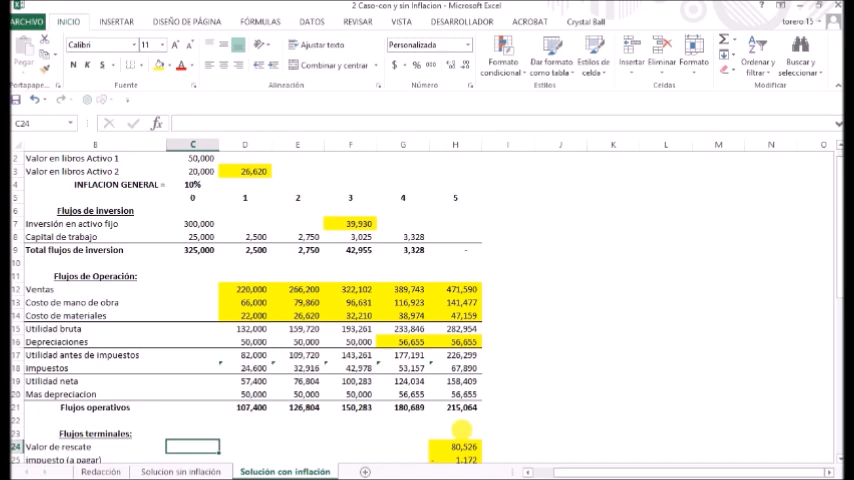 2 Caso-con y sin Inflacion - Microsoft Excel
ARCHIVO INICIO INSERTAR DISEÑO DE PÁGINA FÓRMULAS DATOS REVISAR VISTA DESARROLLADOR ACROBAT Crystal Ball torero 15
Calibri 11 Ajustar texto Personalizada
Pegar N K S Combinar y centrar $ % 000 Formato condicional Dar formato como tabla Estilos de celda Insertar Eliminar Formato Ordenar y filtrar Buscar y seleccionar
Portapape... Fuente Alineación Número Estilos Celdas Modificar
C24 fx
B C D E F G H I J K L M N O
2 Valor en libros Activo 1 50,000
3 Valor en libros Activo 2 20,000 26,620
4 INFLACION GENERAL = 10%
5 0 1 2 3 4 5
6 Flujos de inversion
7 Inversión en activo fijo 300,000 39,930
8 Capital de trabajo 25,000 2,500 2,750 3,025 3,328
9 Total flujos de inversion 325,000 2,500 2,750 42,955 3,328 -
10
11 Flujos de Operación:
12 Ventas 220,000 266,200 322,102 389,743 471,590
13 Costo de mano de obra 66,000 79,860 96,631 116,923 141,477
14 Costo de materiales 22,000 26,620 32,210 38,974 47,159
15 Utilidad bruta 132,000 159,720 193,261 233,846 282,954
16 Depreciaciones 50,000 50,000 50,000 56,655 56,655
17 Utilidad antes de impuestos 82,000 109,720 143,261 177,191 226,299
18 Impuestos 24,600 32,916 42,978 53,157 67,890
19 Utilidad neta 57,400 76,804 100,283 124,034 158,409
20 Mas depreciacion 50,000 50,000 50,000 56,655 56,655
21 Flujos operativos 107,400 126,804 150,283 180,689 215,064
22
23 Flujos terminales:
24 Valor de rescate 80,526
25 impuesto (a pagar) - 1,172
Redacción Solucion sin inflación Solución con inflación